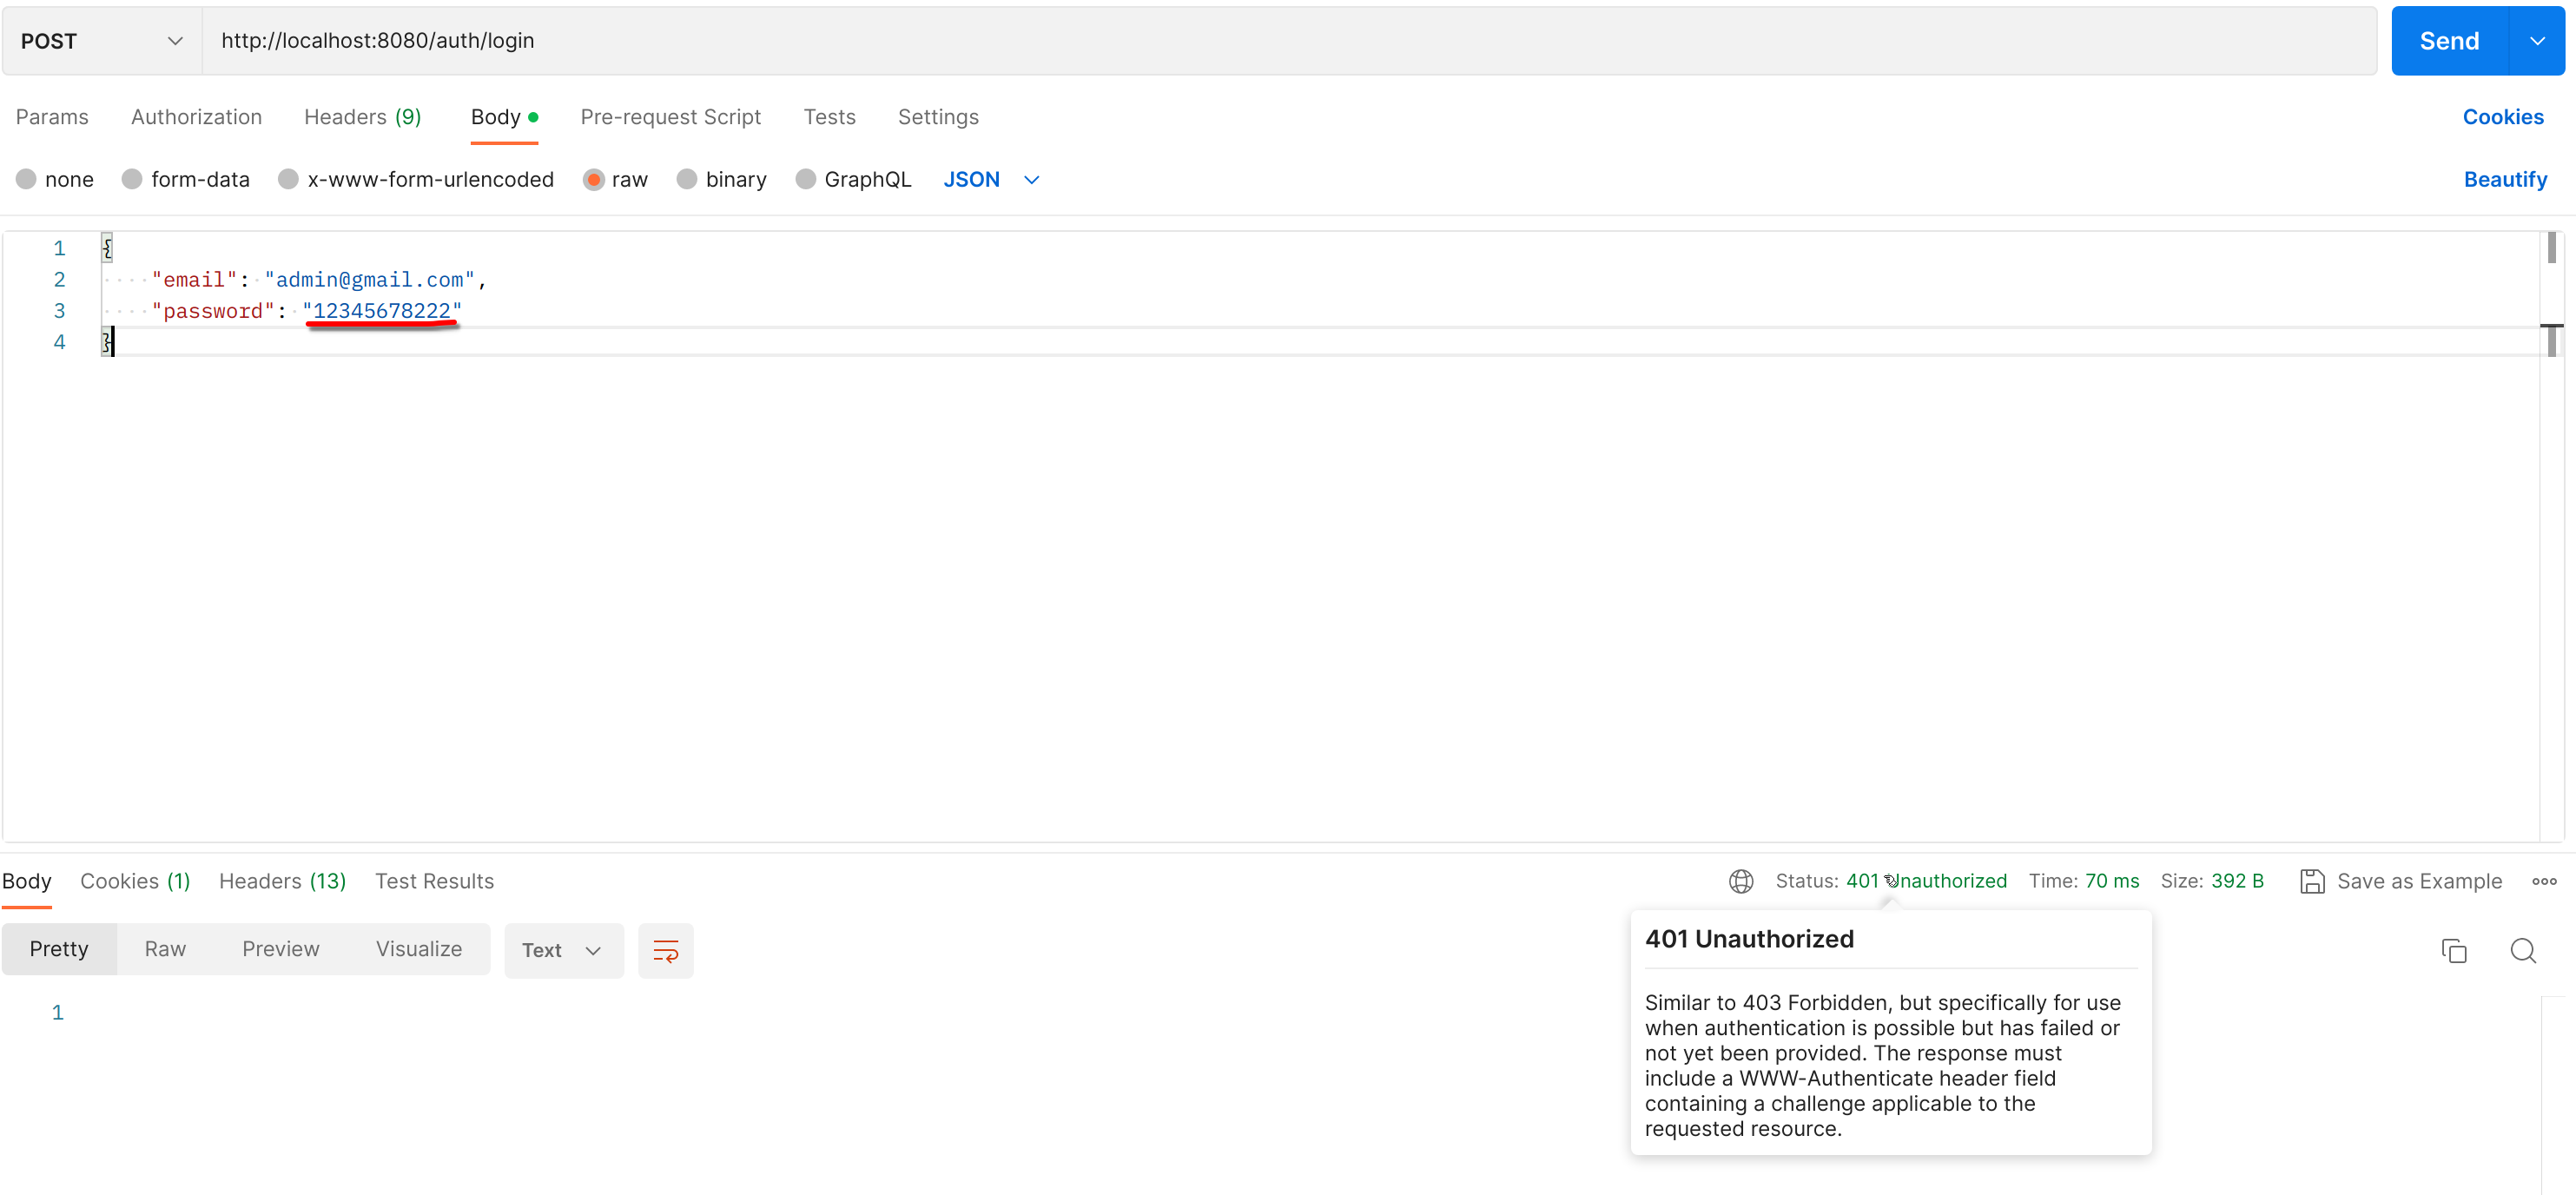 POST http://localhost:8080/auth/login Send
Params Authorization Headers (9) Body Pre-request Script Tests Settings Cookies
none form-data x-www-form-urlencoded raw binary GraphQL JSON Beautify
1 {
2 "email": "admin@gmail.com",
3 "password": "12345678222"
4 }
Body Cookies (1) Headers (13) Test Results Status: 401 Unauthorized Time: 70 ms Size: 392 B Save as Example
Pretty Raw Preview Visualize Text
1
401 Unauthorized
Similar to 403 Forbidden, but specifically for use
when authentication is possible but has failed or
not yet been provided. The response must
include a WWW-Authenticate header field
containing a challenge applicable to the
requested resource.